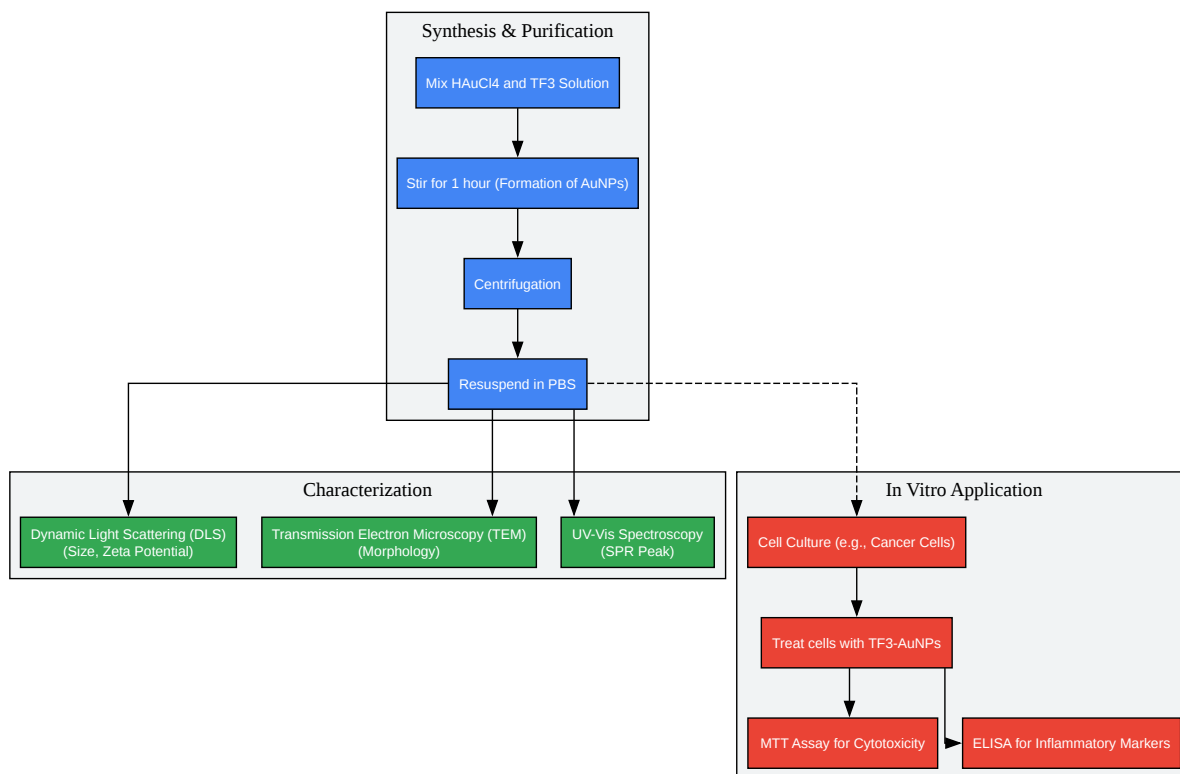 Synthesis & Purification
Mix HAuCl4 and TF3 Solution
Stir for 1 hour (Formation of AuNPs)
Centrifugation
Resuspend in PBS
Characterization
Dynamic Light Scattering (DLS)
(Size, Zeta Potential)
Transmission Electron Microscopy (TEM)
(Morphology)
UV-Vis Spectroscopy
(SPR Peak)
In Vitro Application
Cell Culture (e.g., Cancer Cells)
Treat cells with TF3-AuNPs
MTT Assay for Cytotoxicity
ELISA for Inflammatory Markers